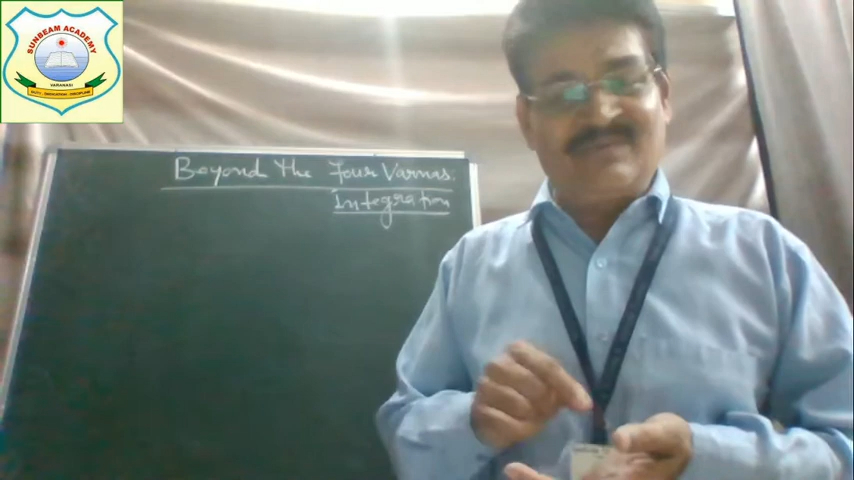 SUNBEAM ACADEMY
VARANASI
Beyond the Four Varnas:
integration